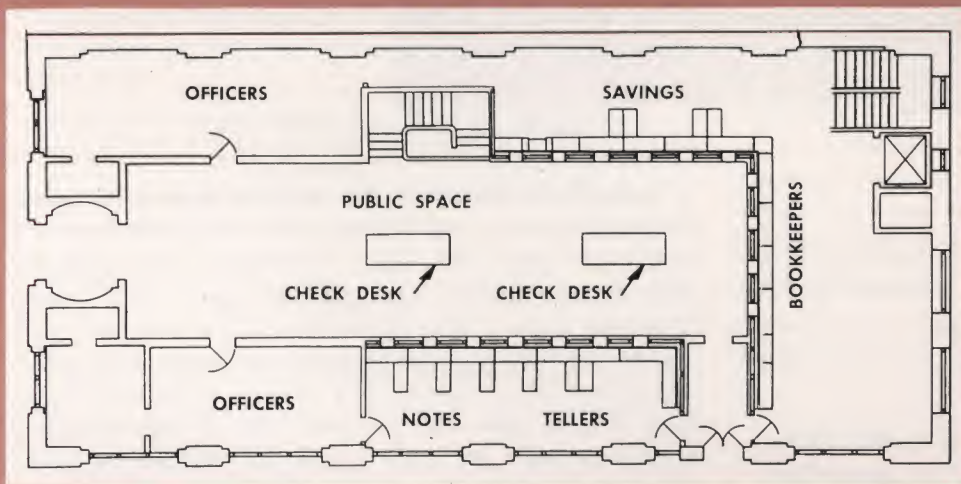 OFFICERS
SAVINGS
PUBLIC SPACE
BOOKKEEPERS
CHECK DESK
CHECK DESK
OFFICERS
NOTES
TELLERS